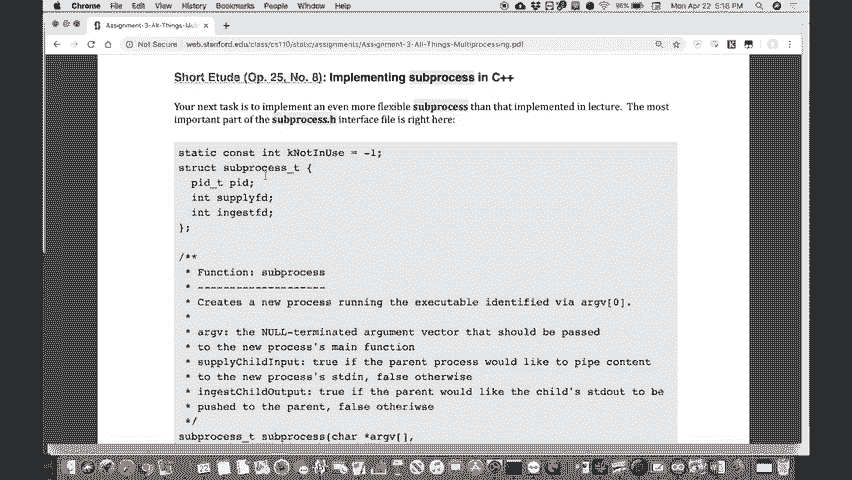 Chrome File Edit View History Bookmarks People Window Help
95% Mon Apr 22 5:18 PM
Assignment-3-All-Things-Mul
Not Secure web.stanford.edu/class/cs110/static/assignments/Assignment-3-All-Things-Multiprocessing.pdf
Short Etude (Op. 25, No. 8): Implementing subprocess in C++
Your next task is to implement an even more flexible subprocess than that implemented in lecture. The most
important part of the subprocess.h interface file is right here:
static const int kNotInUse = -1;
struct subprocess_t {
pid_t pid;
int supplyfd;
int ingestfd;
};
/**
* Function: subprocess
* --------------------
* Creates a new process running the executable identified via argv[0].
*
* argv: the NULL-terminated argument vector that should be passed
* to the new process's main function
* supplyChildInput: true if the parent process would like to pipe content
* to the new process's stdin, false otherwise
* ingestChildOutput: true if the parent would like the child's stdout to be
* pushed to the parent, false otheriwse
*/
subprocess_t subprocess(char *argv[],